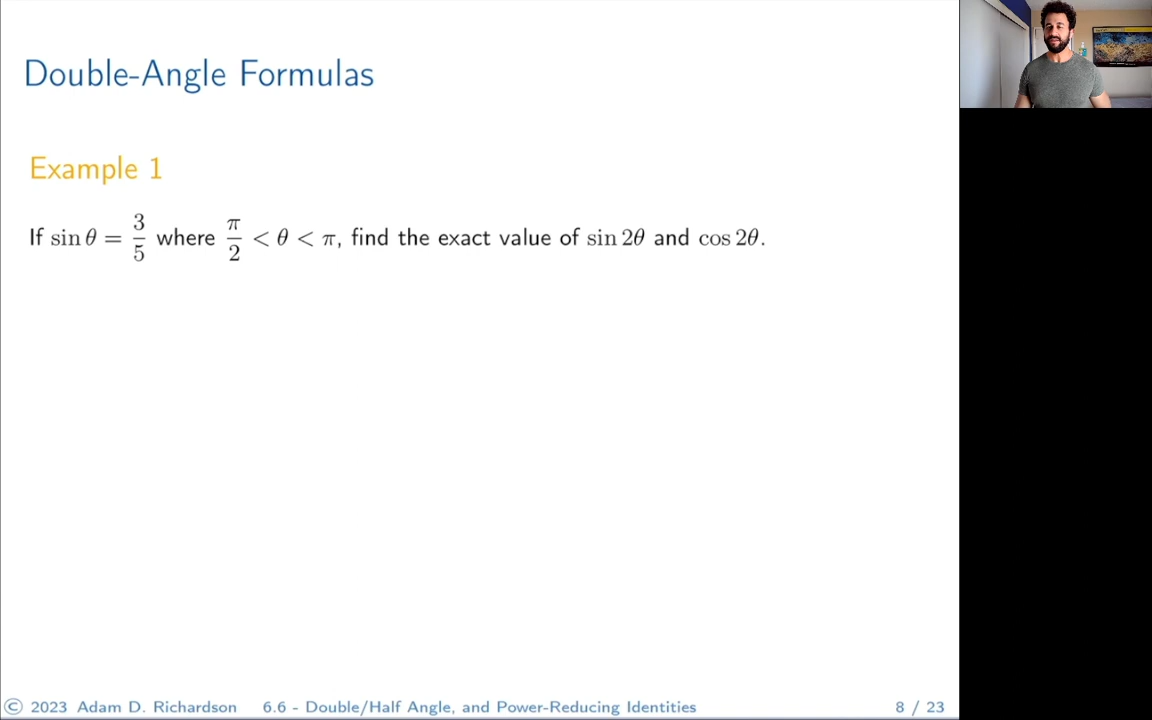 Double-Angle Formulas
Example 1
If sin θ = 3/5 where π/2 < θ < π, find the exact value of sin 2θ and cos 2θ.
© 2023 Adam D. Richardson 6.6 - Double/Half Angle, and Power-Reducing Identities 8 / 23